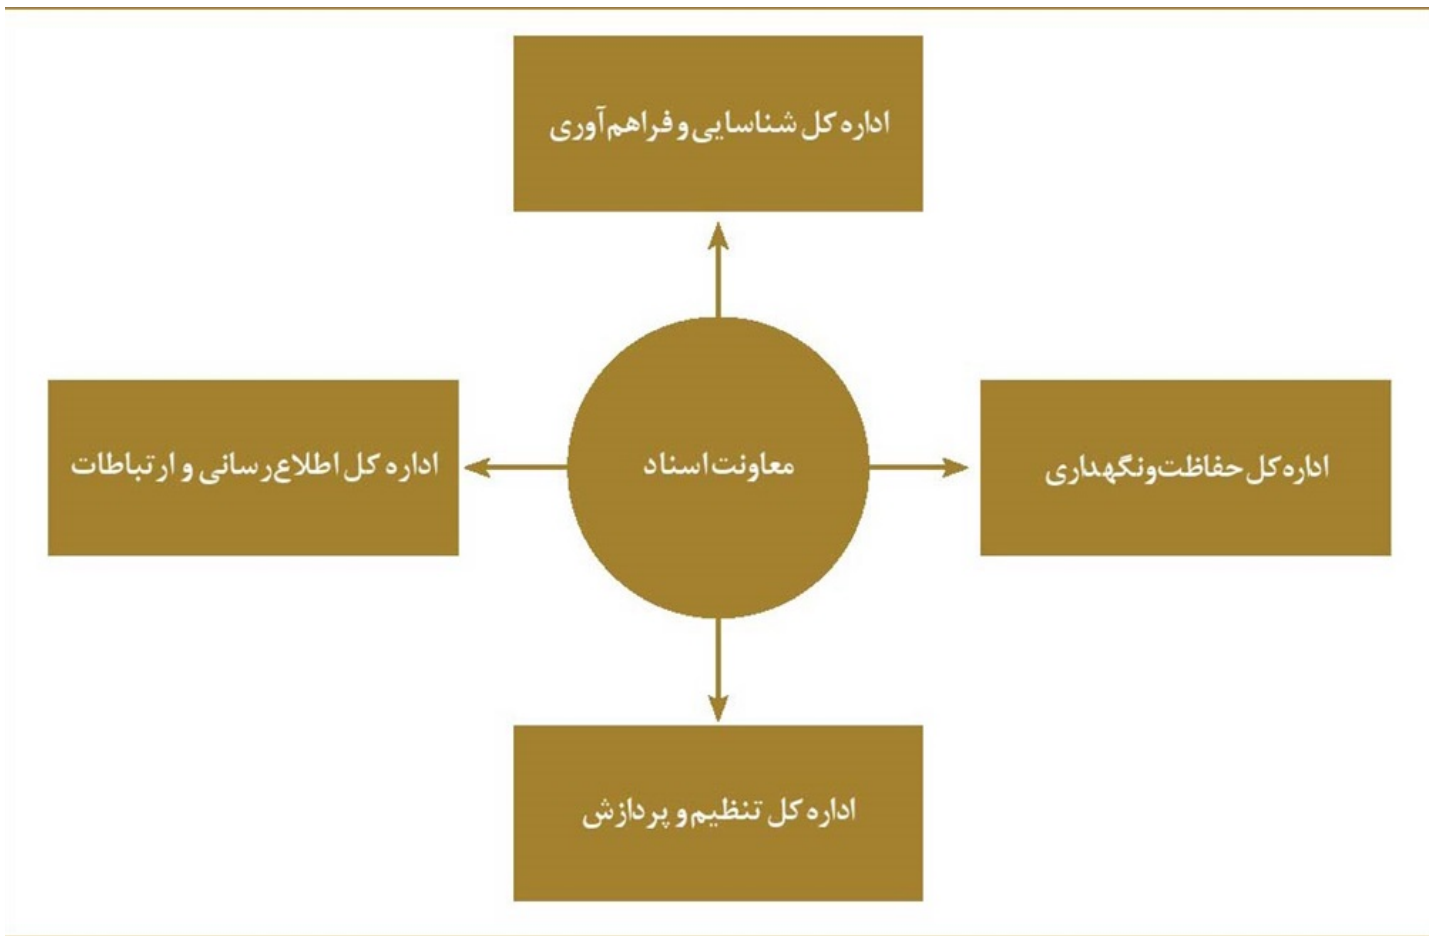 اداره کل شناسایی و فراهم‌آوری
اداره کل حفاظت‌ونگهداری
معاونت اسناد
اداره کل اطلاع‌رسانی و ارتباطات
اداره کل تنظیم و پردازش